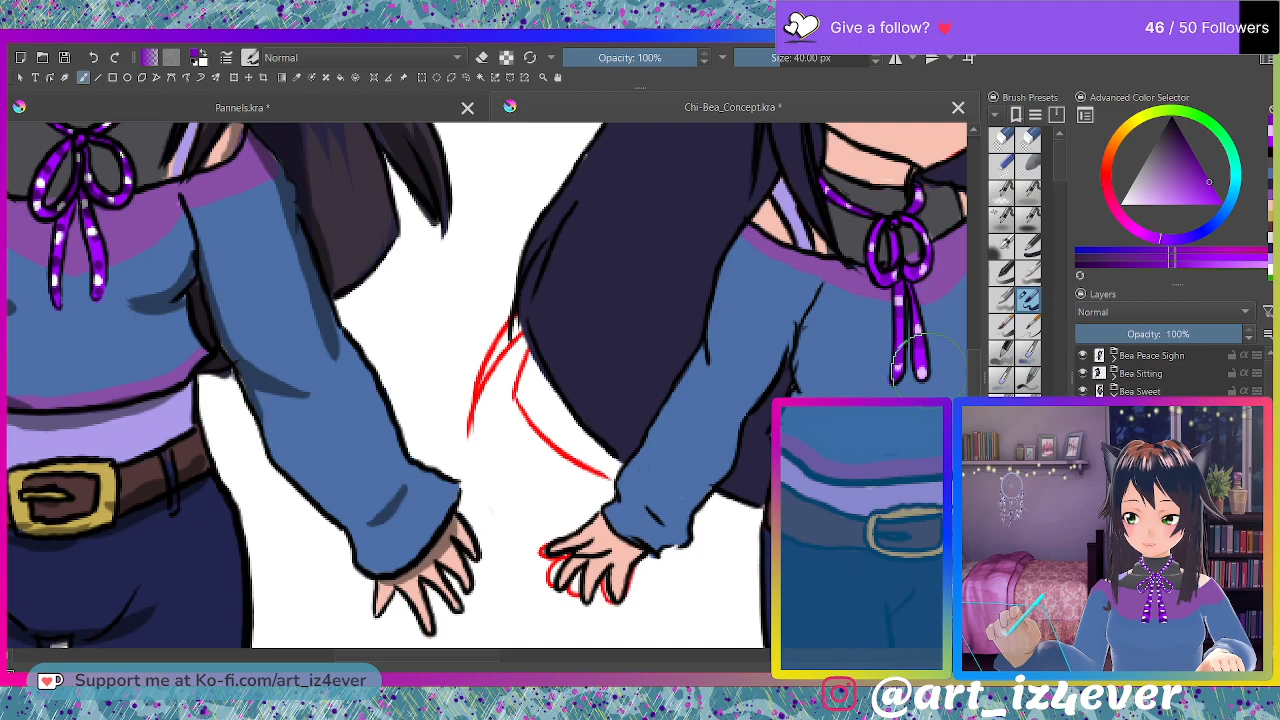 Give a follow?
46 / 50 Followers
Normal
Opacity: 100%
Size: 40.00 px
Pannels.kra *
Chi-Bea_Concept.kra *
Brush Presets
Advanced Color Selector
Layers
Normal
Opacity: 100%
Bea Peace Sighn
Bea Sitting
Bea Sweet
Support me at Ko-fi.com/art_iz4ever
@art_iz4ever